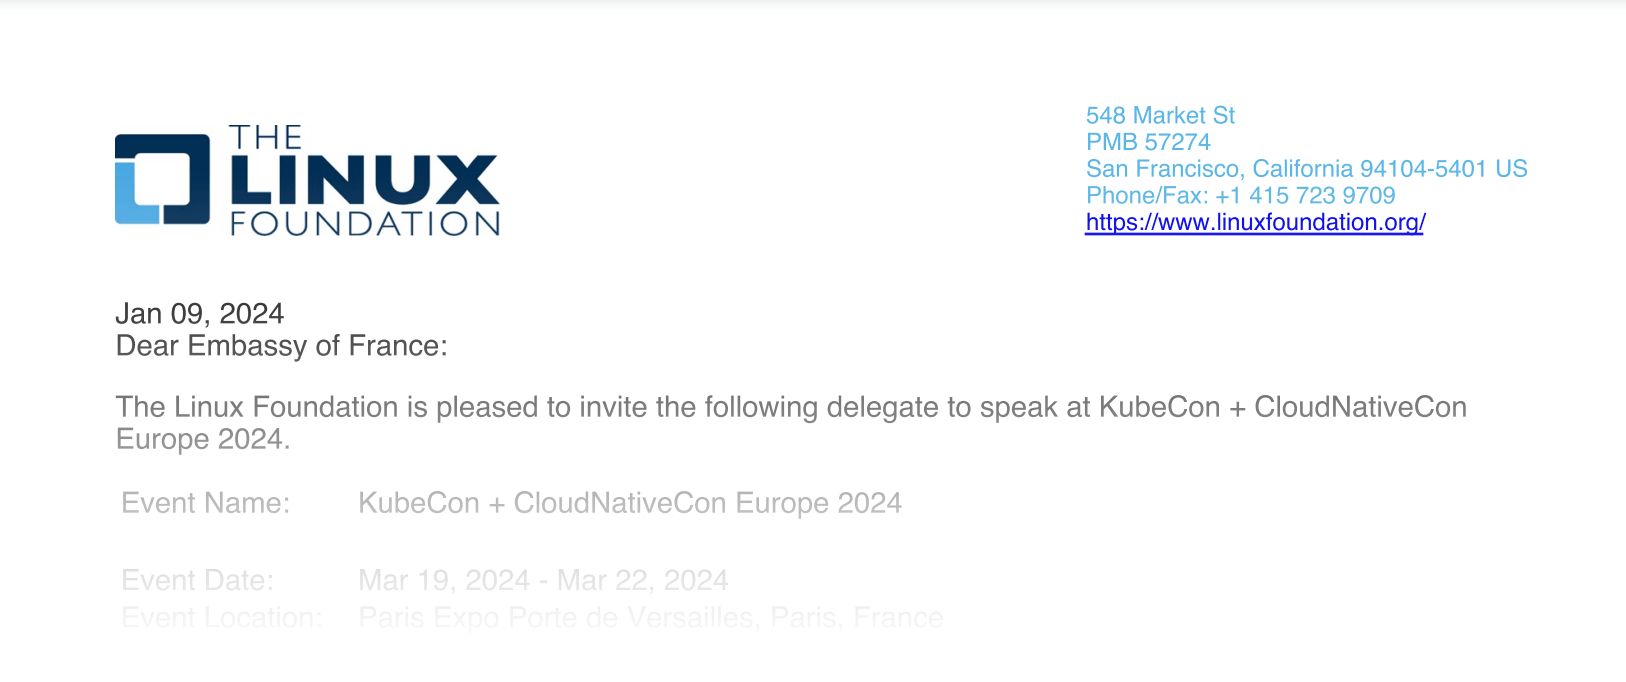 THE
LINUX
FOUNDATION
548 Market St
PMB 57274
San Francisco, California 94104-5401 US
Phone/Fax: +1 415 723 9709
https://www.linuxfoundation.org/
Jan 09, 2024
Dear Embassy of France:
The Linux Foundation is pleased to invite the following delegate to speak at KubeCon + CloudNativeCon
Europe 2024.
Event Name: KubeCon + CloudNativeCon Europe 2024
Event Date: Mar 19, 2024 - Mar 22, 2024
Event Location: Paris Expo Porte de Versailles, Paris, France